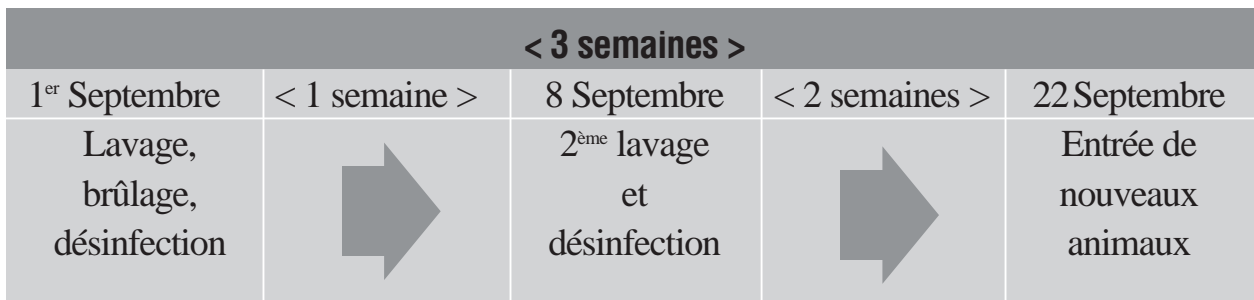 < 3 semaines >
1er Septembre < 1 semaine > 8 Septembre < 2 semaines > 22 Septembre
Lavage,
brûlage,
désinfection
2ème lavage
et
désinfection
Entrée de
nouveaux
animaux